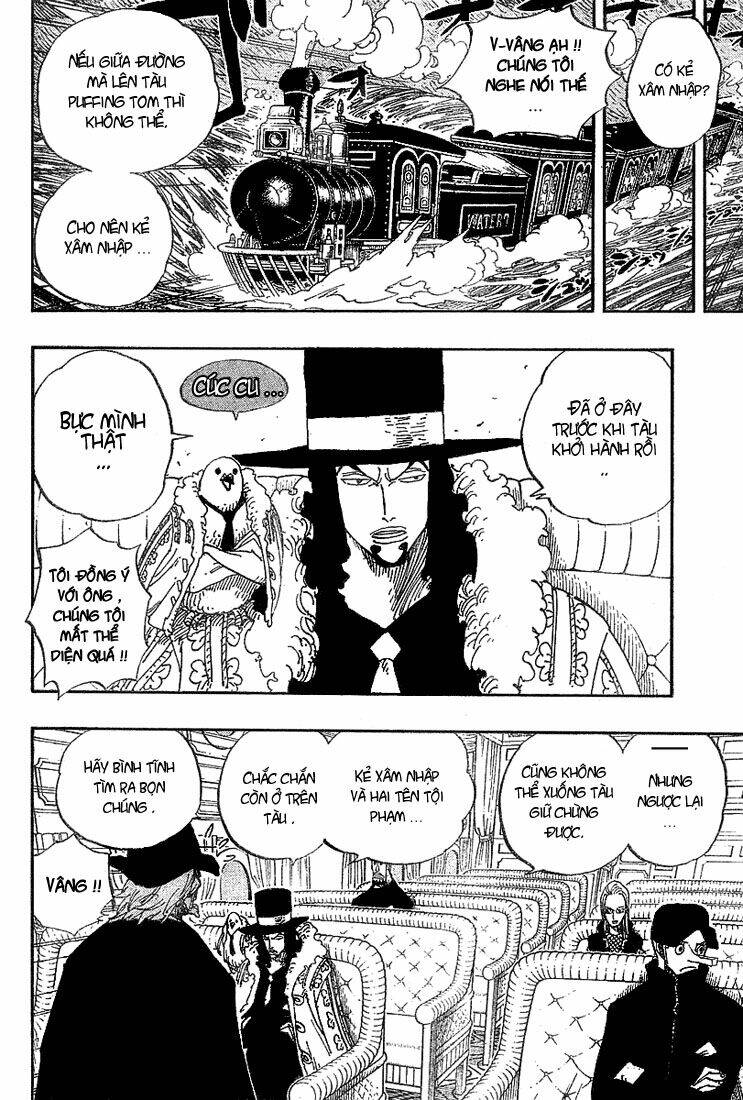 CÓ KẺ
XÂM NHẬP?
V-VÂNG ẠH !!
CHÚNG TÔI
NGHE NÓI THẾ
...
NẾU GIỮA ĐƯỜNG
MÀ LÊN TÀU
PUFFING TOM THÌ
KHÔNG THỂ.
CHO NÊN KẺ
XÂM NHẬP ...
WATER7
ĐÃ Ở ĐÂY
TRƯỚC KHI TÀU
KHỞI HÀNH RỒI
..
CÚC CU ...
BỰC MÌNH
THẬT
...
TÔI ĐỒNG Ý
VỚI ÔNG ,
CHÚNG TÔI
MẤT THỂ
DIỆN QUÁ !!
NHƯNG
NGƯỢC LẠI
...
CŨNG KHÔNG
THỂ XUỐNG TÀU
GIỮ CHỪNG
ĐƯỢC.
KẺ XÂM NHẬP
VÀ HAI TÊN TỘI
PHẠM...
CHẮC CHẮN
CÒN Ở TRÊN
TÀU .
HÃY BÌNH TĨNH
TÌM RA BỌN
CHÚNG .
VÂNG !!